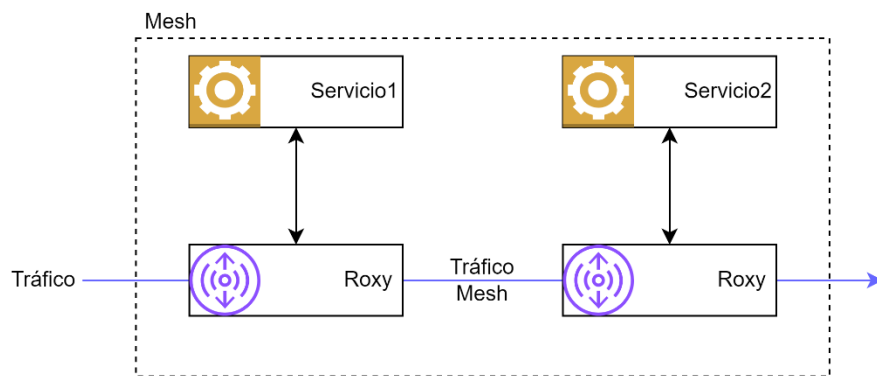 Mesh
Servicio1
Servicio2
Tráfico
Roxy
Tráfico
Mesh
Roxy